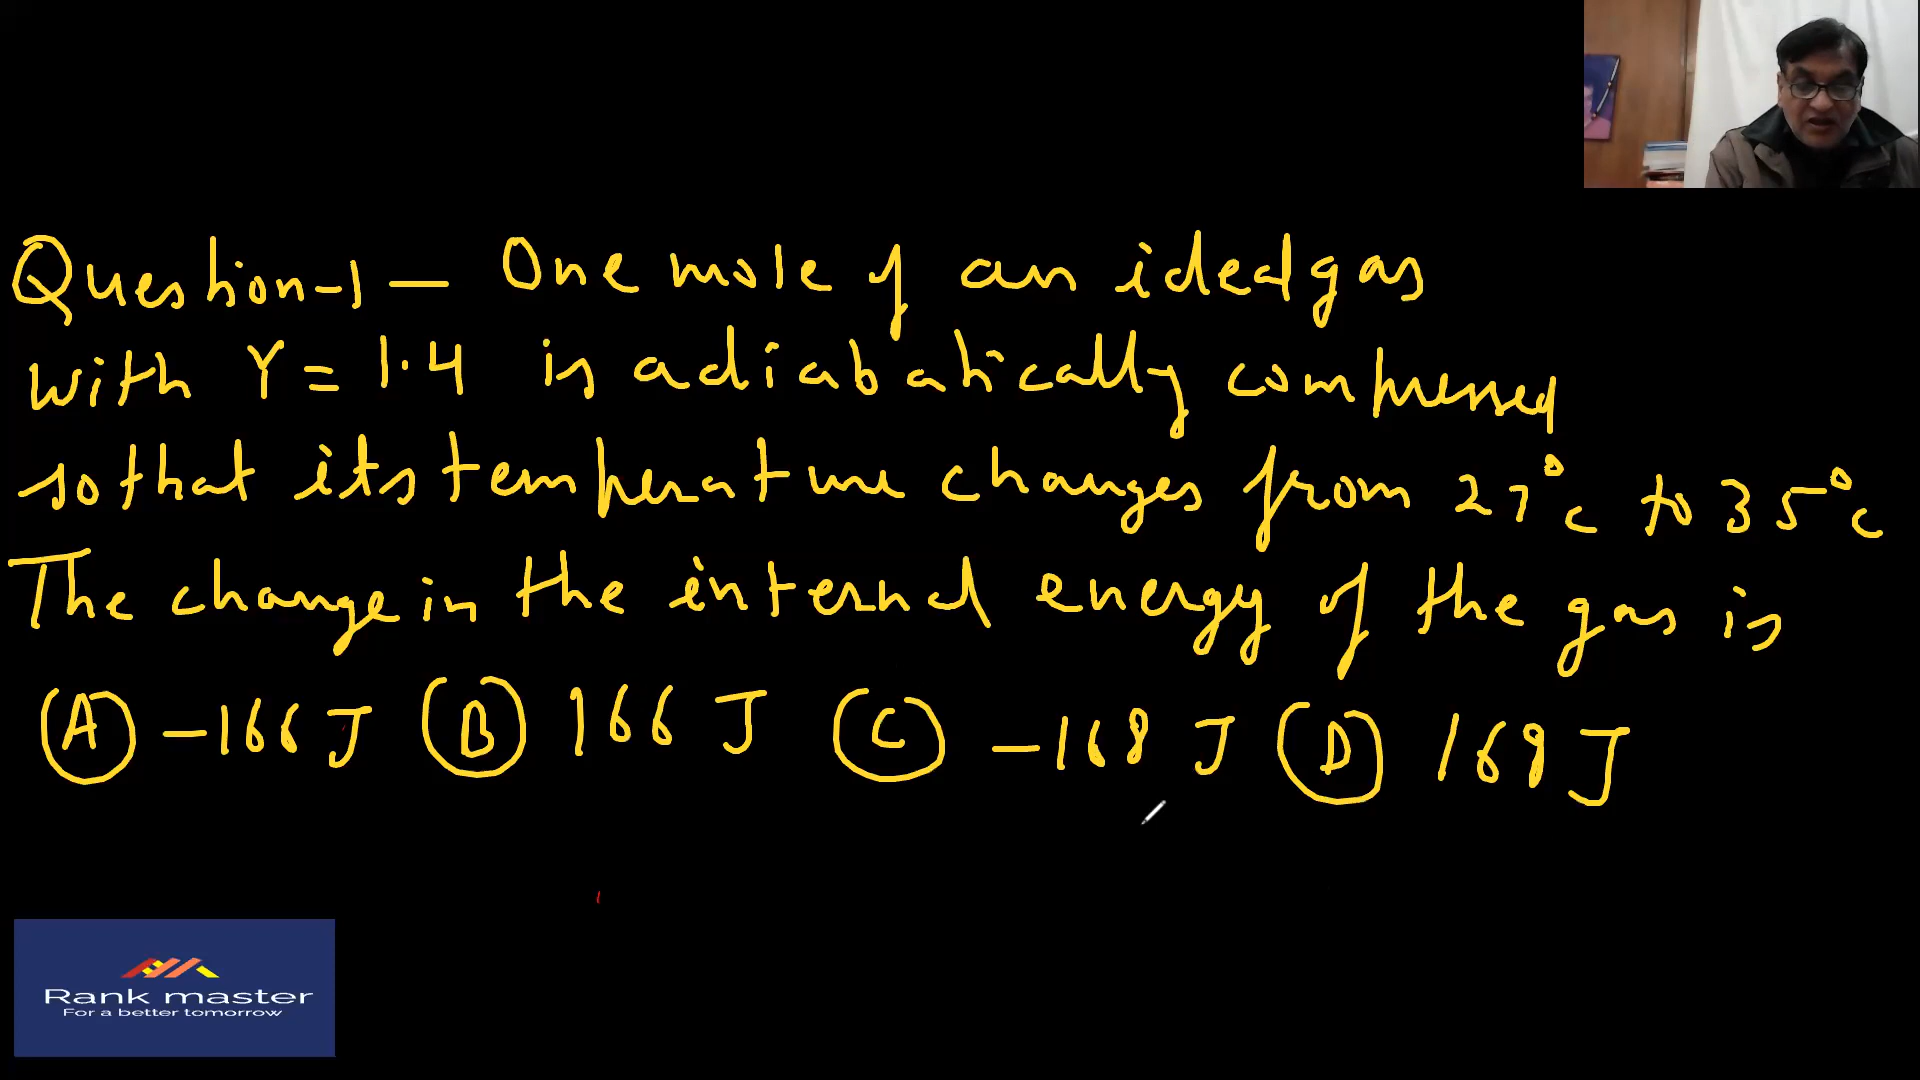 Question-1 — One mole of an ideal gas
with γ = 1.4 is adiabatically compressed
so that its temperature changes from 27°c to 35°c
The change in the internal energy of the gas is
(A) -166 J (B) 166 J (C) -168 J (D) 168 J
Rank master
For a better tomorrow